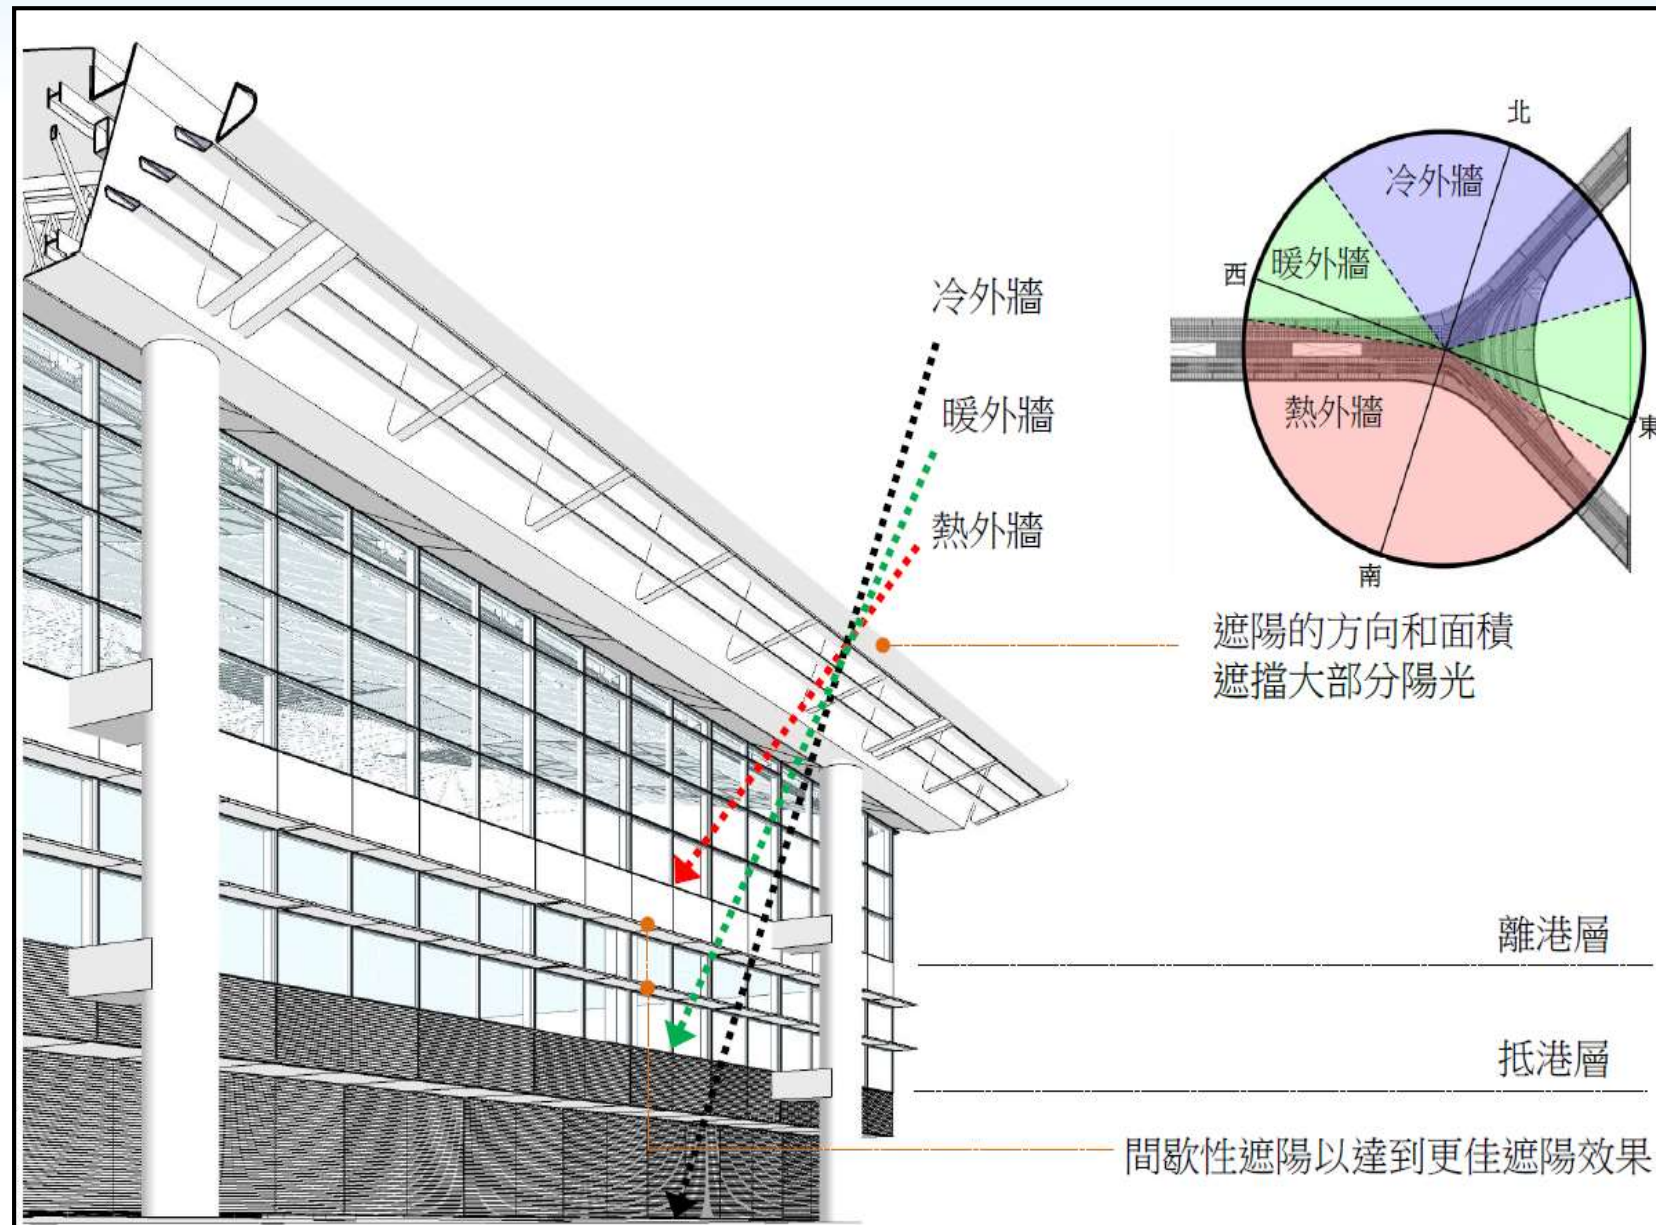 北
冷外牆
暖外牆
西
熱外牆
東
南
冷外牆
暖外牆
熱外牆
遮陽的方向和面積
遮擋大部分陽光
離港層
抵港層
間歇性遮陽以達到更佳遮陽效果